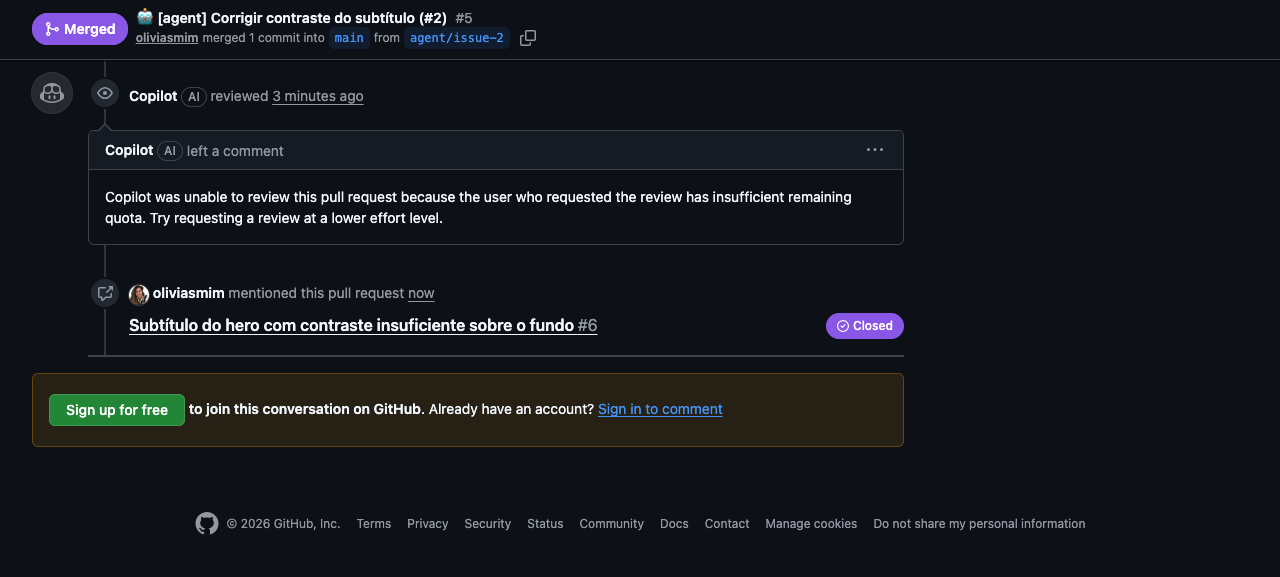 Merged
[agent] Corrigir contraste do subtítulo (#2) #5
oliviasmim merged 1 commit into main from agent/issue-2
Copilot AI reviewed 3 minutes ago
Copilot AI left a comment
Copilot was unable to review this pull request because the user who requested the review has insufficient remaining
quota. Try requesting a review at a lower effort level.
oliviasmim mentioned this pull request now
Subtítulo do hero com contraste insuficiente sobre o fundo #6
Closed
Sign up for free to join this conversation on GitHub. Already have an account? Sign in to comment
© 2026 GitHub, Inc. Terms Privacy Security Status Community Docs Contact Manage cookies Do not share my personal information